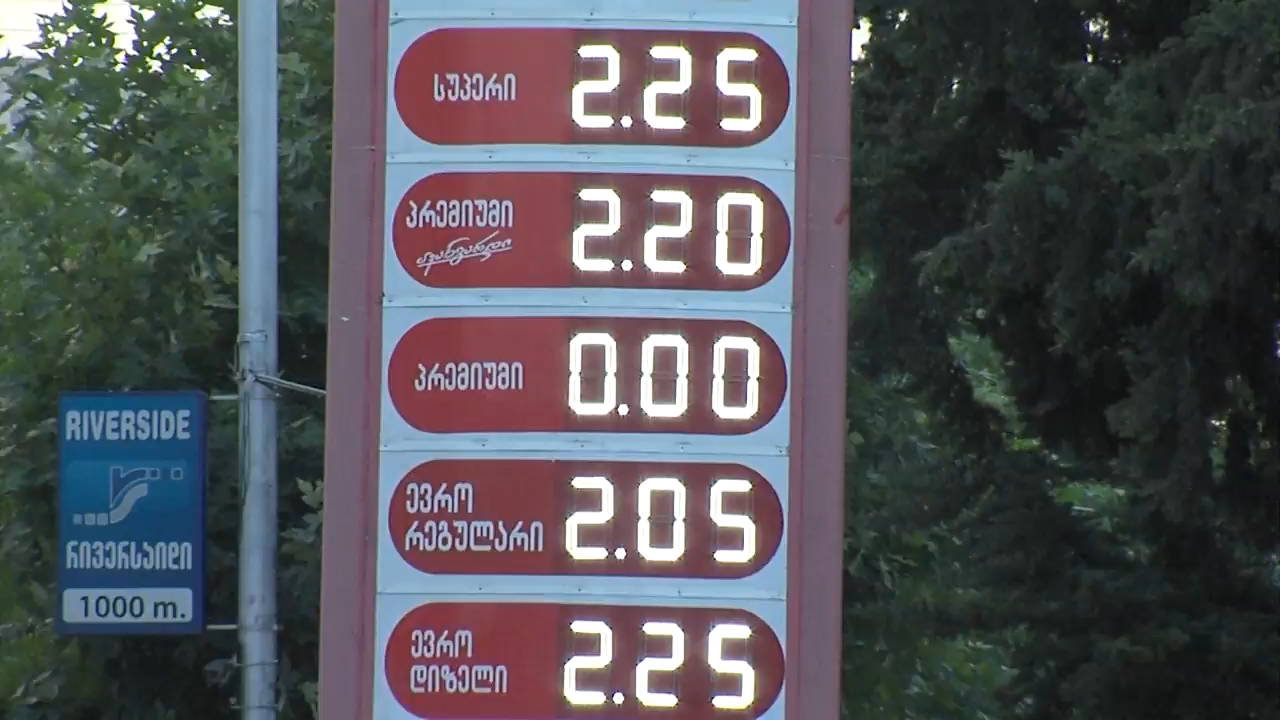 სუპერი 2.25
პრემიუმი 2.20
ავანგარდი
პრემიუმი 0.00
ევრო
რეგულარი 2.05
ევრო
დიზელი 2.25
RIVERSIDE
რივერსაიდი
1000 m.